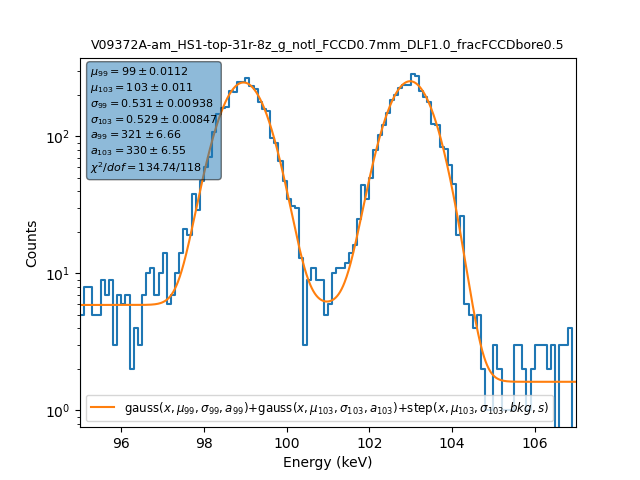 V09372A-am_HS1-top-31r-8z_g_notl_FCCD0.7mm_DLF1.0_fracFCCDbore0.5
μ₉₉ = 99 ± 0.0112
μ₁₀₃ = 103 ± 0.011
σ₉₉ = 0.531 ± 0.00938
σ₁₀₃ = 0.529 ± 0.00847
a₉₉ = 321 ± 6.66
a₁₀₃ = 330 ± 6.55
χ²/dof = 134.74/118
Counts
10²
10¹
10⁰
gauss(x, μ₉₉, σ₉₉, a₉₉)+gauss(x, μ₁₀₃, σ₁₀₃, a₁₀₃)+step(x, μ₁₀₃, σ₁₀₃, bkg, s)
96 98 100 102 104 106
Energy (keV)